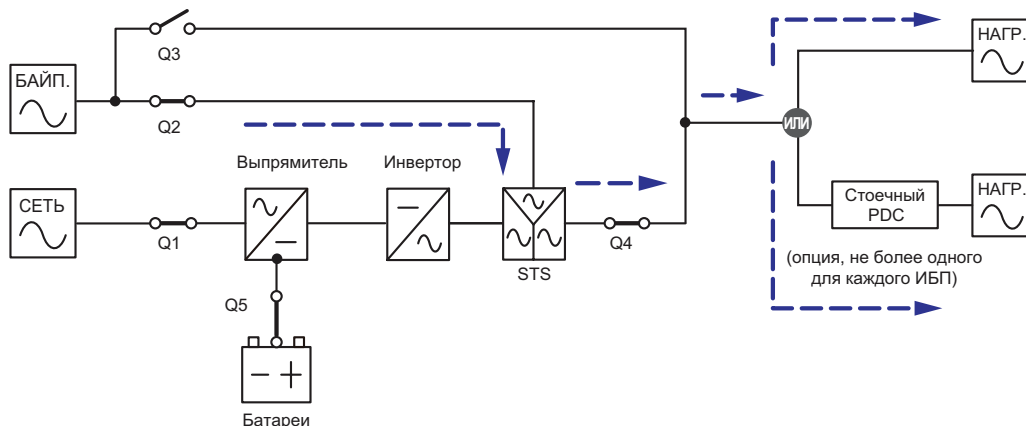 Q3
НАГР.
БАЙП.
Q2
ИЛИ
Выпрямитель
Инвертор
СЕТЬ
Q1
STS
Q4
Стоечный
PDC
НАГР.
(опция, не более одного
для каждого ИБП)
Q5
Батареи